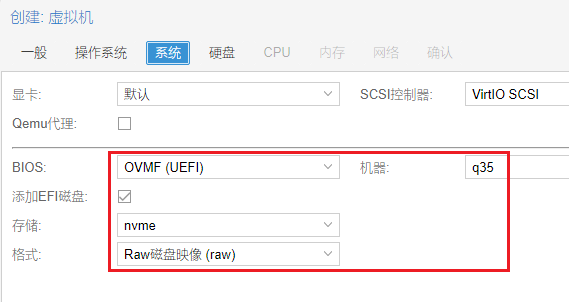 创建: 虚拟机
一般 操作系统 系统 硬盘 CPU 内存 网络 确认
显卡: 默认 SCSI控制器: VirtIO SCSI
Qemu代理:
BIOS: OVMF (UEFI) 机器: q35
添加EFI磁盘:
存储: nvme
格式: Raw磁盘映像 (raw)